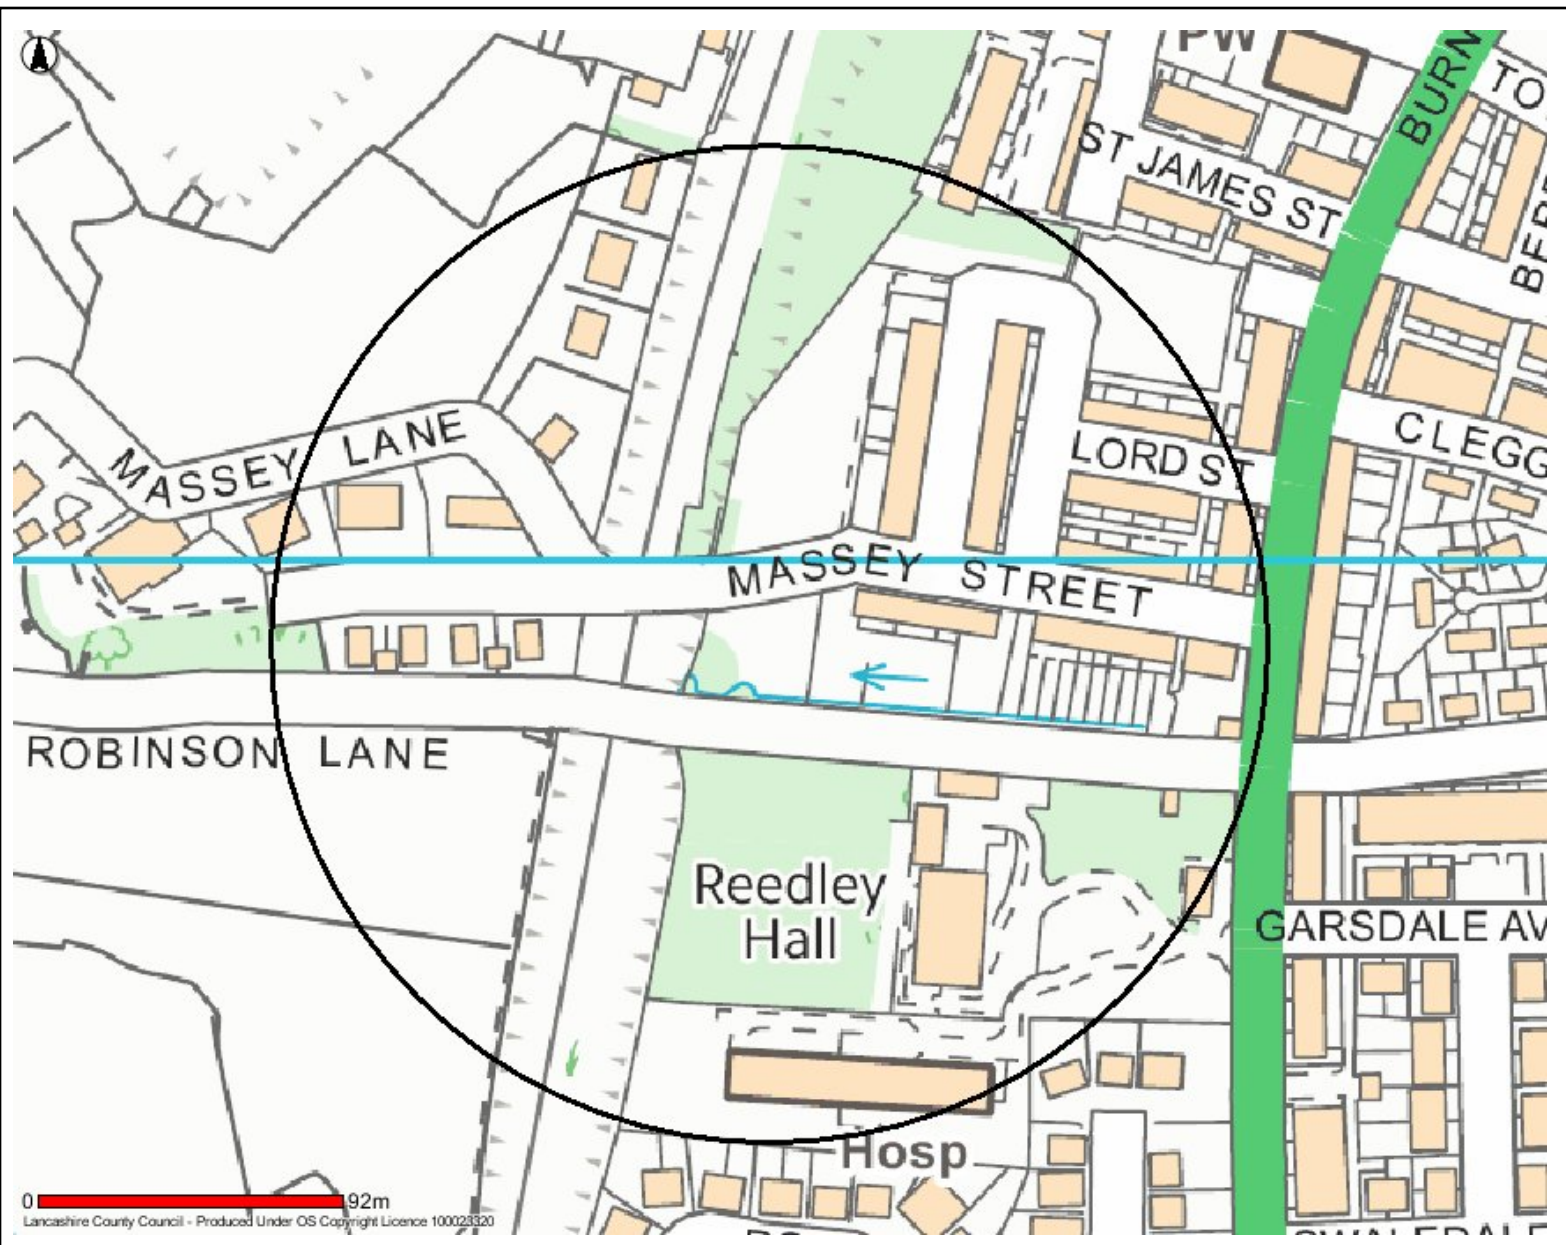 PW
BURN
TO
ST JAMES ST
BERE
CLEGG
MASSEY LANE
LORD ST
MASSEY STREET
ROBINSON LANE
Reedley
Hall
GARSDALE AV
Hosp
0 92m
Lancashire County Council - Produced Under OS Copyright Licence 100023320